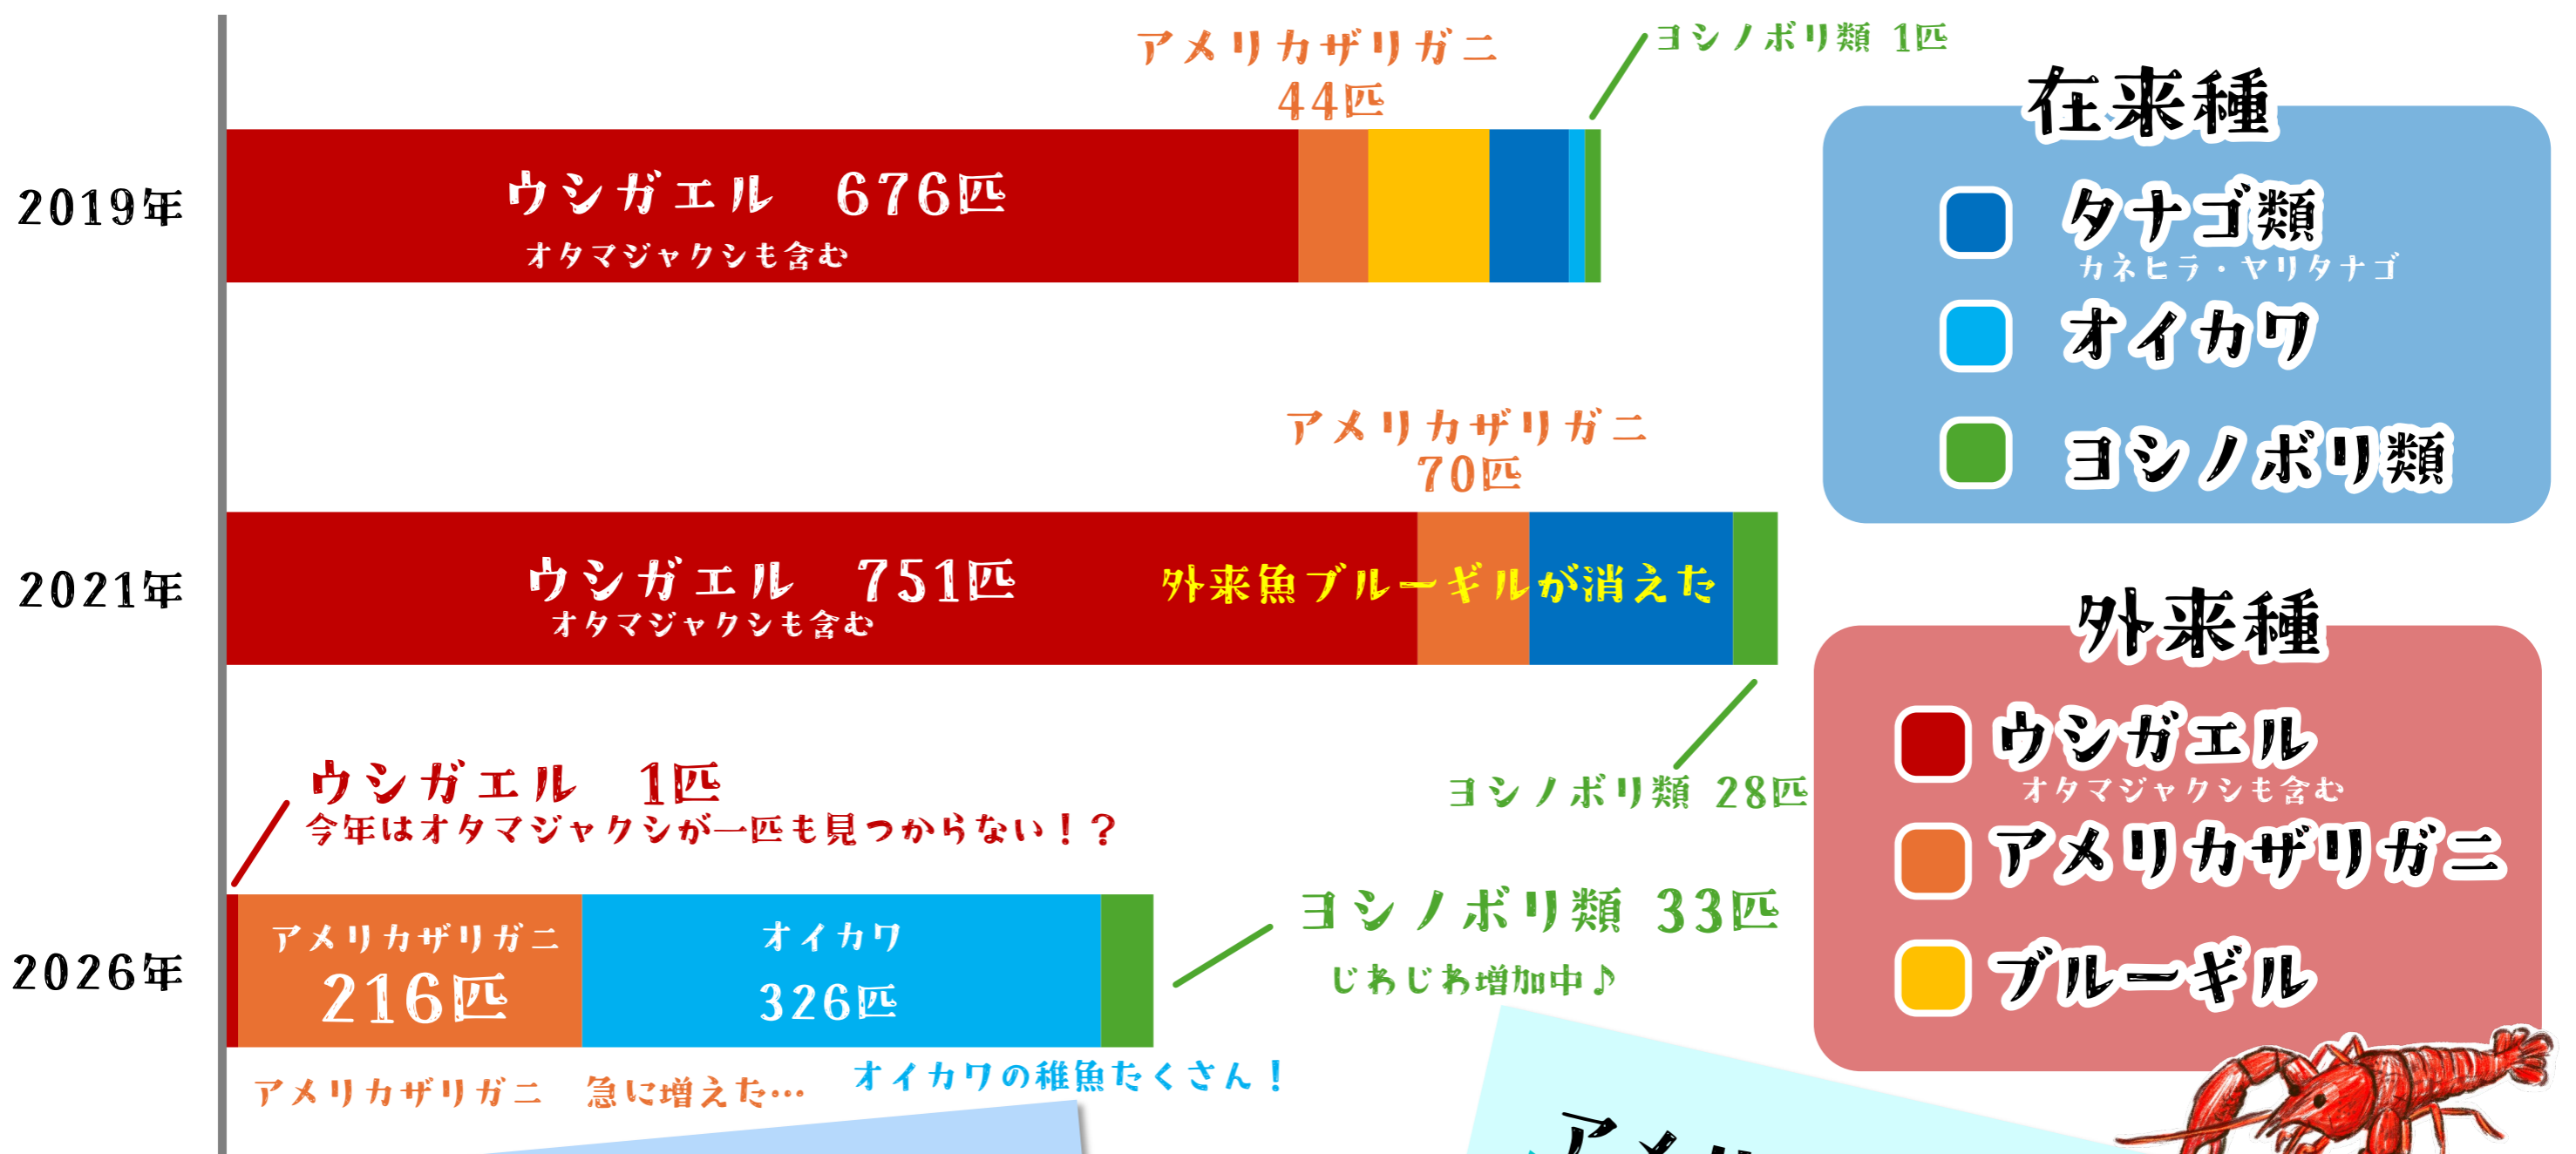 アメリカザリガニ
44匹
ヨシノボリ類 1匹
2019年
ウシガエル 676匹
オタマジャクシも含む
在来種
タナゴ類
カネヒラ・ヤリタナゴ
オイカワ
ヨシノボリ類
アメリカザリガニ
70匹
2021年
ウシガエル 751匹
オタマジャクシも含む
外来魚ブルーギルが消えた
ヨシノボリ類 28匹
外来種
ウシガエル
オタマジャクシも含む
アメリカザリガニ
ブルーギル
ウシガエル 1匹
今年はオタマジャクシが一匹も見つからない！？
2026年
アメリカザリガニ
216匹
オイカワ
326匹
ヨシノボリ類 33匹
じわじわ増加中♪
アメリカザリガニ 急に増えた…
オイカワの稚魚たくさん！